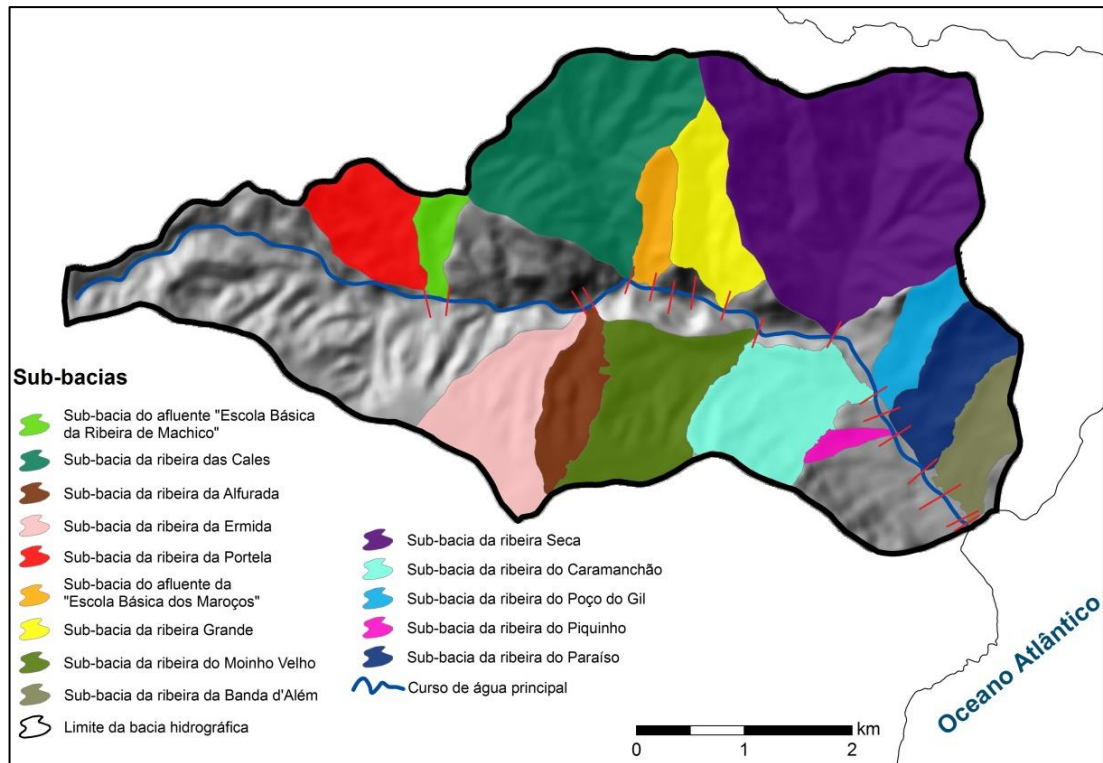 Sub-bacias
Sub-bacia do afluente "Escola Básica
da Ribeira de Machico"
Sub-bacia da ribeira das Cales
Sub-bacia da ribeira da Alfurada
Sub-bacia da ribeira da Ermida
Sub-bacia da ribeira da Portela
Sub-bacia do afluente da
"Escola Básica dos Maroços"
Sub-bacia da ribeira Grande
Sub-bacia da ribeira do Moinho Velho
Sub-bacia da ribeira da Banda d'Além
Limite da bacia hidrográfica
Sub-bacia da ribeira Seca
Sub-bacia da ribeira do Caramanchão
Sub-bacia da ribeira do Poço do Gil
Sub-bacia da ribeira do Piquinho
Sub-bacia da ribeira do Paraíso
Curso de água principal
km
0 1 2
Oceano Atlântico